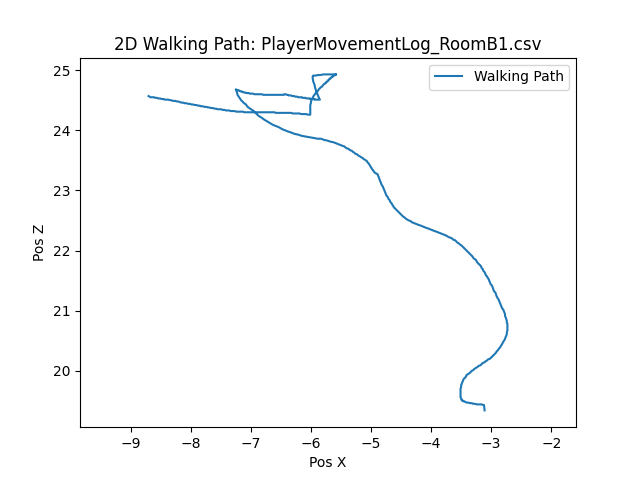 2D Walking Path: PlayerMovementLog_RoomB1.csv
Walking Path
25
24
23
22
21
20
Pos Z
−9 −8 −7 −6 −5 −4 −3 −2
Pos X